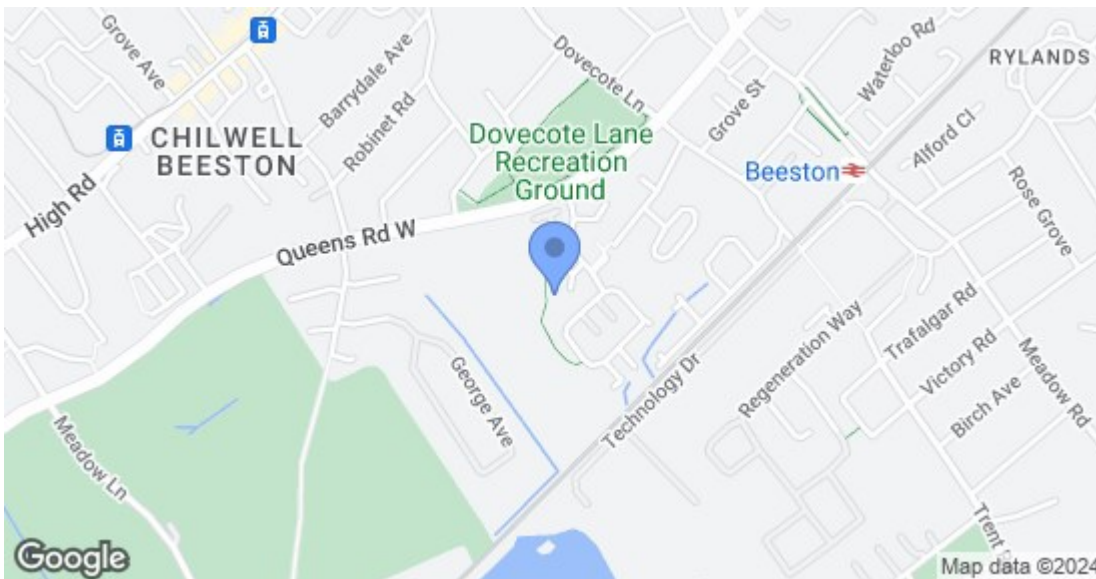 Grove Ave
Barrydale Ave
Dovecote Ln
Waterloo Rd
RYLANDS
Grove St
CHILWELL
BEESTON
Robinet Rd
Dovecote Lane
Recreation
Ground
Beeston
Alford Cl
Rose Grove
High Rd
Queens Rd W
George Ave
Technology Dr
Regeneration Way
Trafalgar Rd
Victory Rd
Birch Ave
Meadow Rd
Meadow Ln
Trent
Google
Map data ©2024